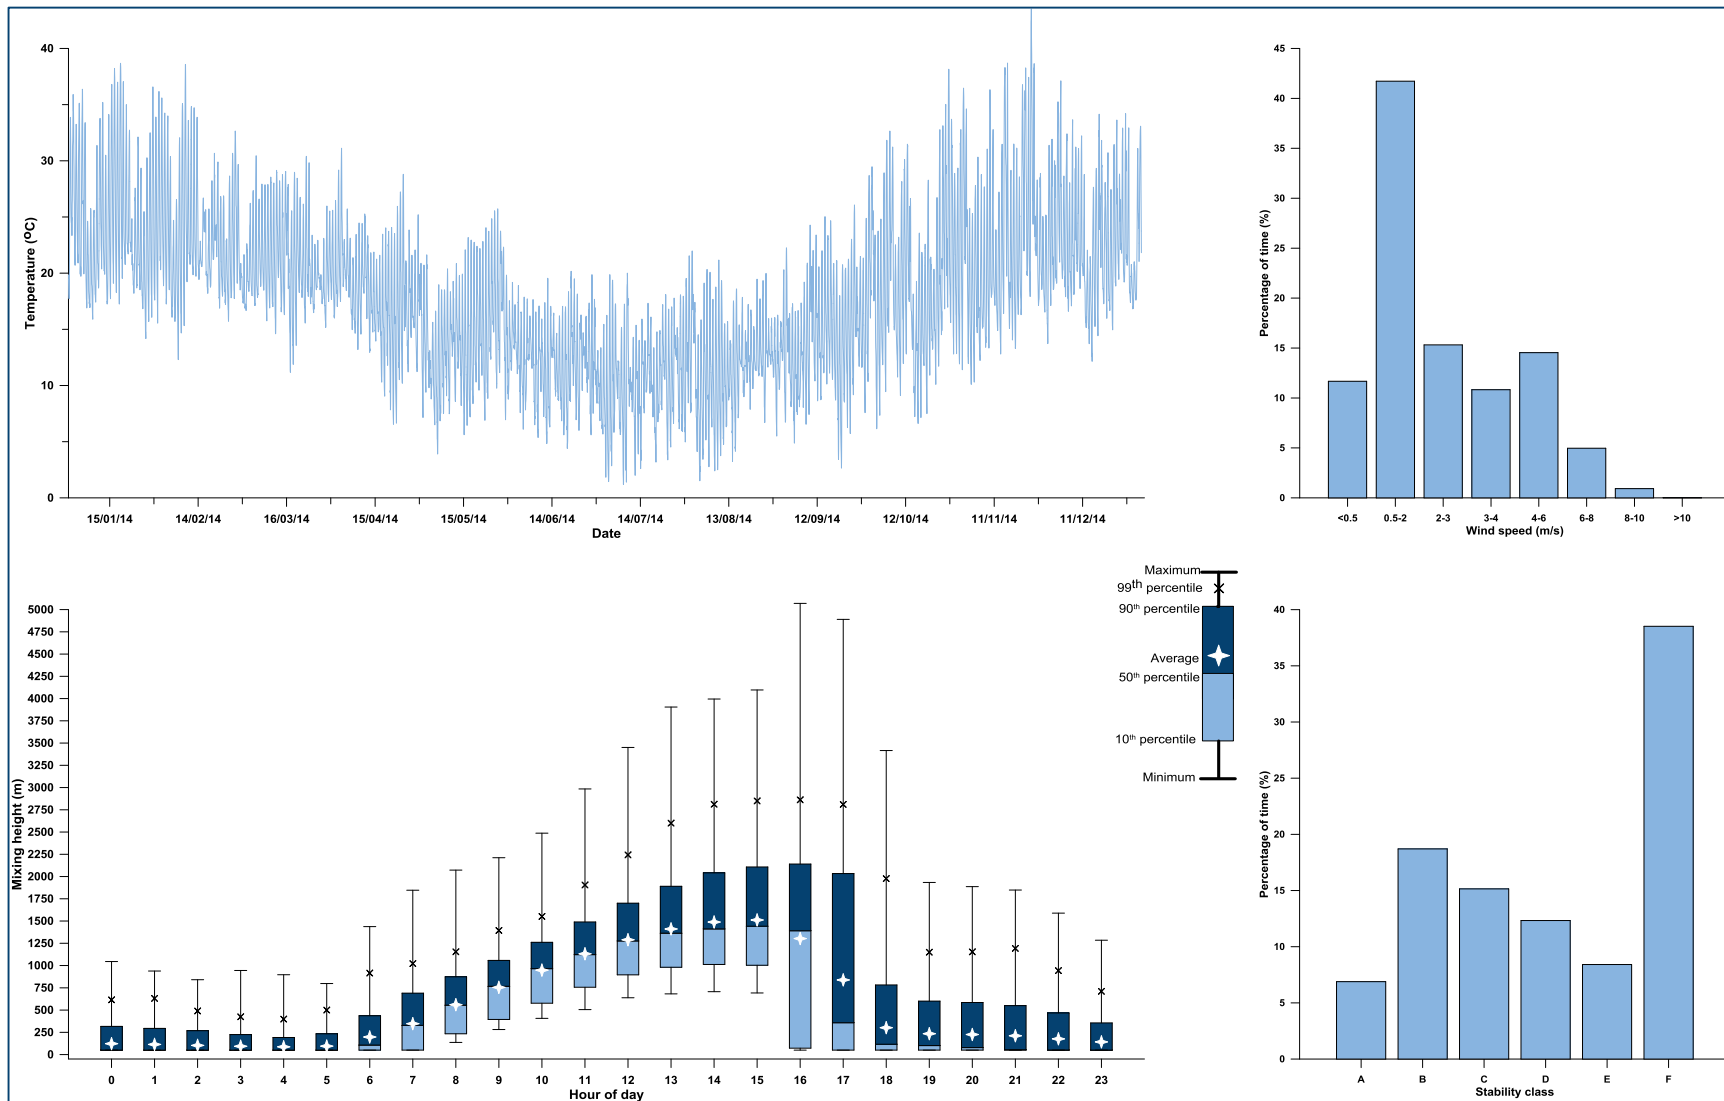 40
30
20
10
0
Temperature (ºC)
15/01/14 14/02/14 16/03/14 15/04/14 15/05/14 14/06/14 14/07/14 13/08/14 12/09/14 12/10/14 11/11/14 11/12/14
Date
45
40
35
30
25
20
15
10
5
0
Percentage of time (%)
<0.5 0.5-2 2-3 3-4 4-6 6-8 8-10 >10
Wind speed (m/s)
5000
4750
4500
4250
4000
3750
3500
3250
3000
2750
2500
2250
2000
1750
1500
1250
1000
750
500
250
0
Mixing height (m)
0 1 2 3 4 5 6 7 8 9 10 11 12 13 14 15 16 17 18 19 20 21 22 23
Hour of day
Maximum
99th percentile
90th percentile
Average
50th percentile
10th percentile
Minimum
40
35
30
25
20
15
10
5
0
Percentage of time (%)
A B C D E F
Stability class